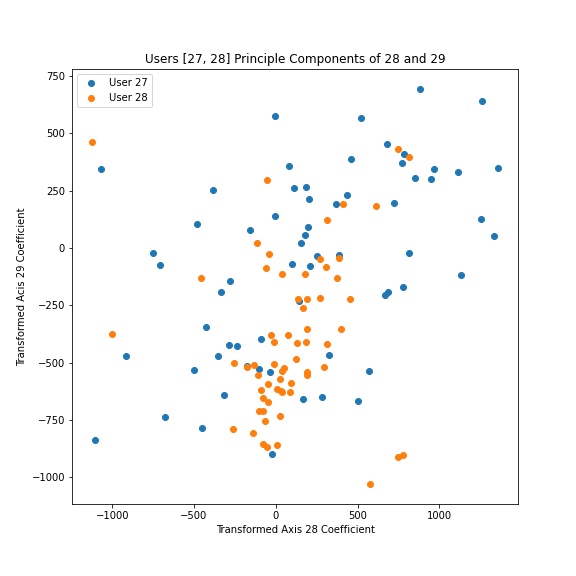 Users [27, 28] Principle Components of 28 and 29
User 27
User 28
750
500
250
0
−250
−500
−750
−1000
Transformed Acis 29 Coefficient
−1000
−500
0
500
1000
Transformed Axis 28 Coefficient